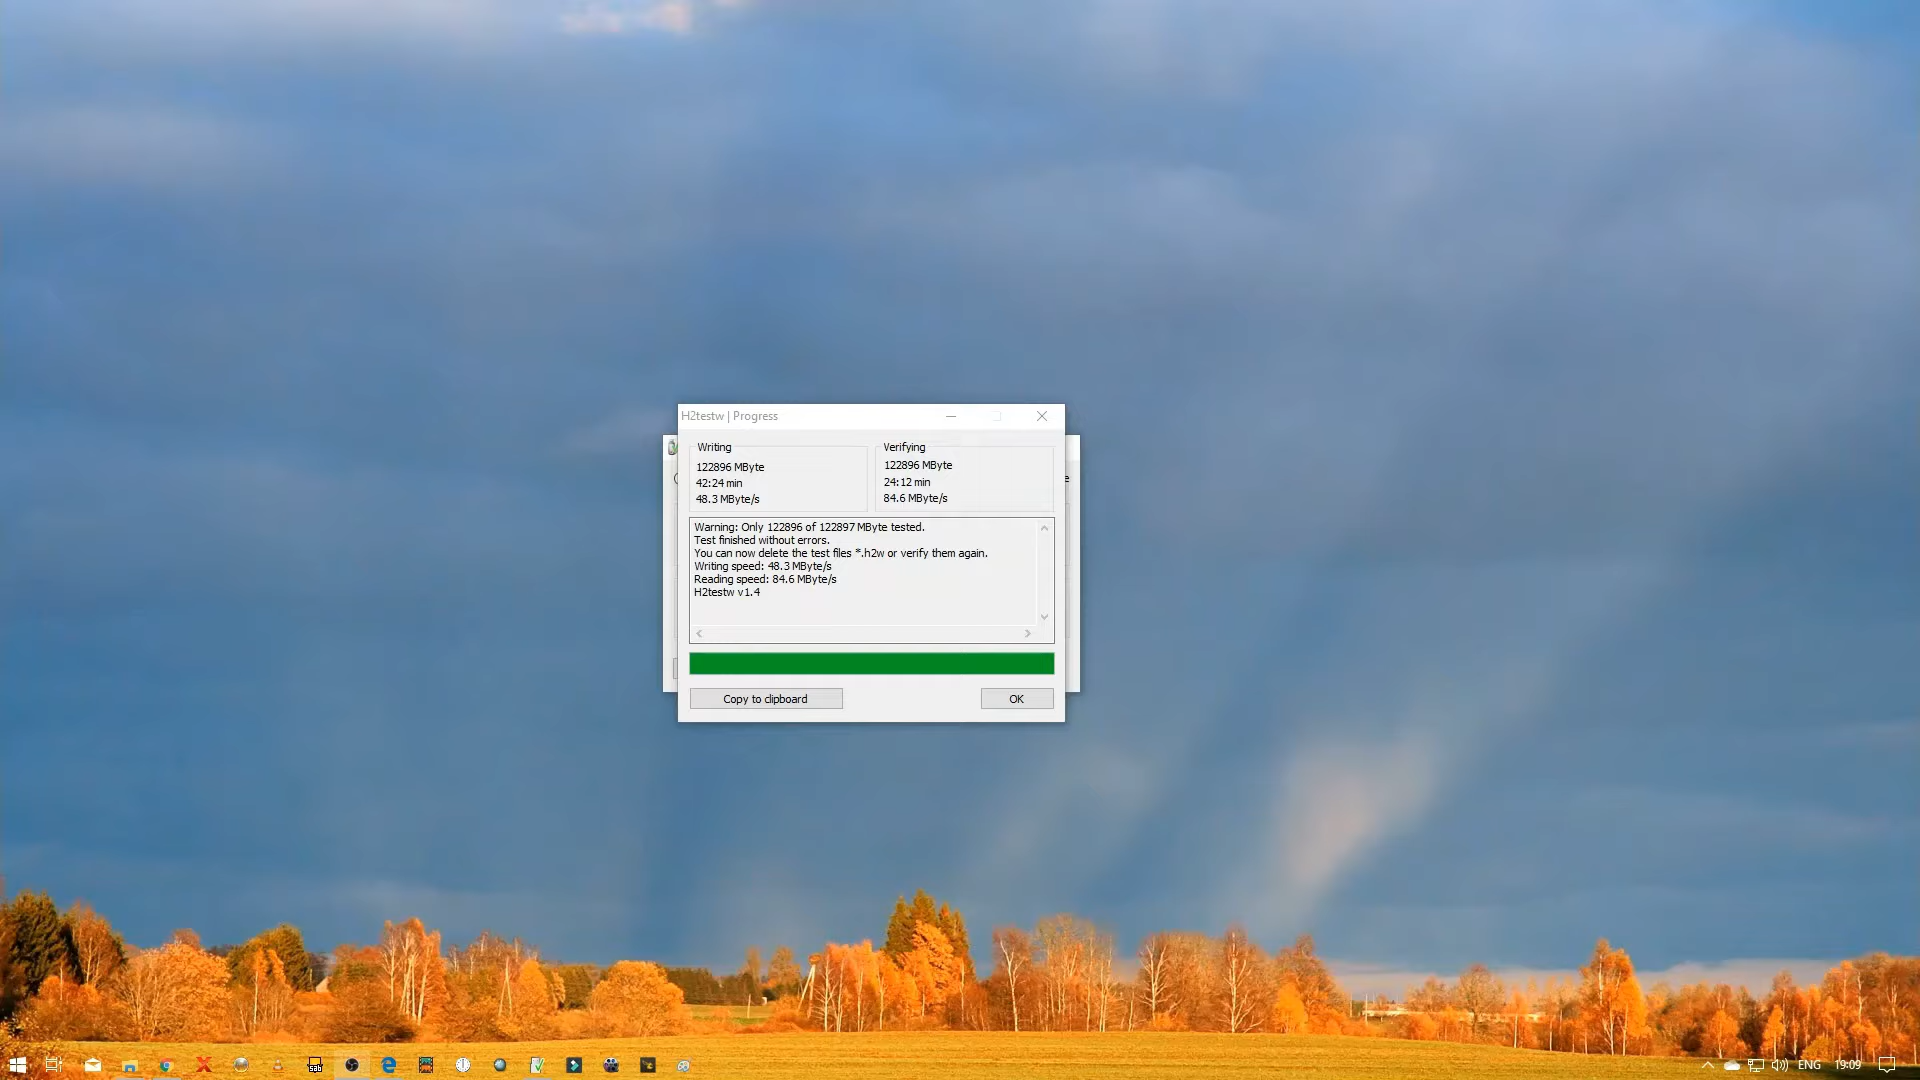 H2testw | Progress
Writing
122896 MByte
42:24 min
48.3 MByte/s
Verifying
122896 MByte
24:12 min
84.6 MByte/s
Warning: Only 122896 of 122897 MByte tested.
Test finished without errors.
You can now delete the test files *.h2w or verify them again.
Writing speed: 48.3 MByte/s
Reading speed: 84.6 MByte/s
H2testw v1.4
Copy to clipboard
OK
e
sab
ENG
19:09